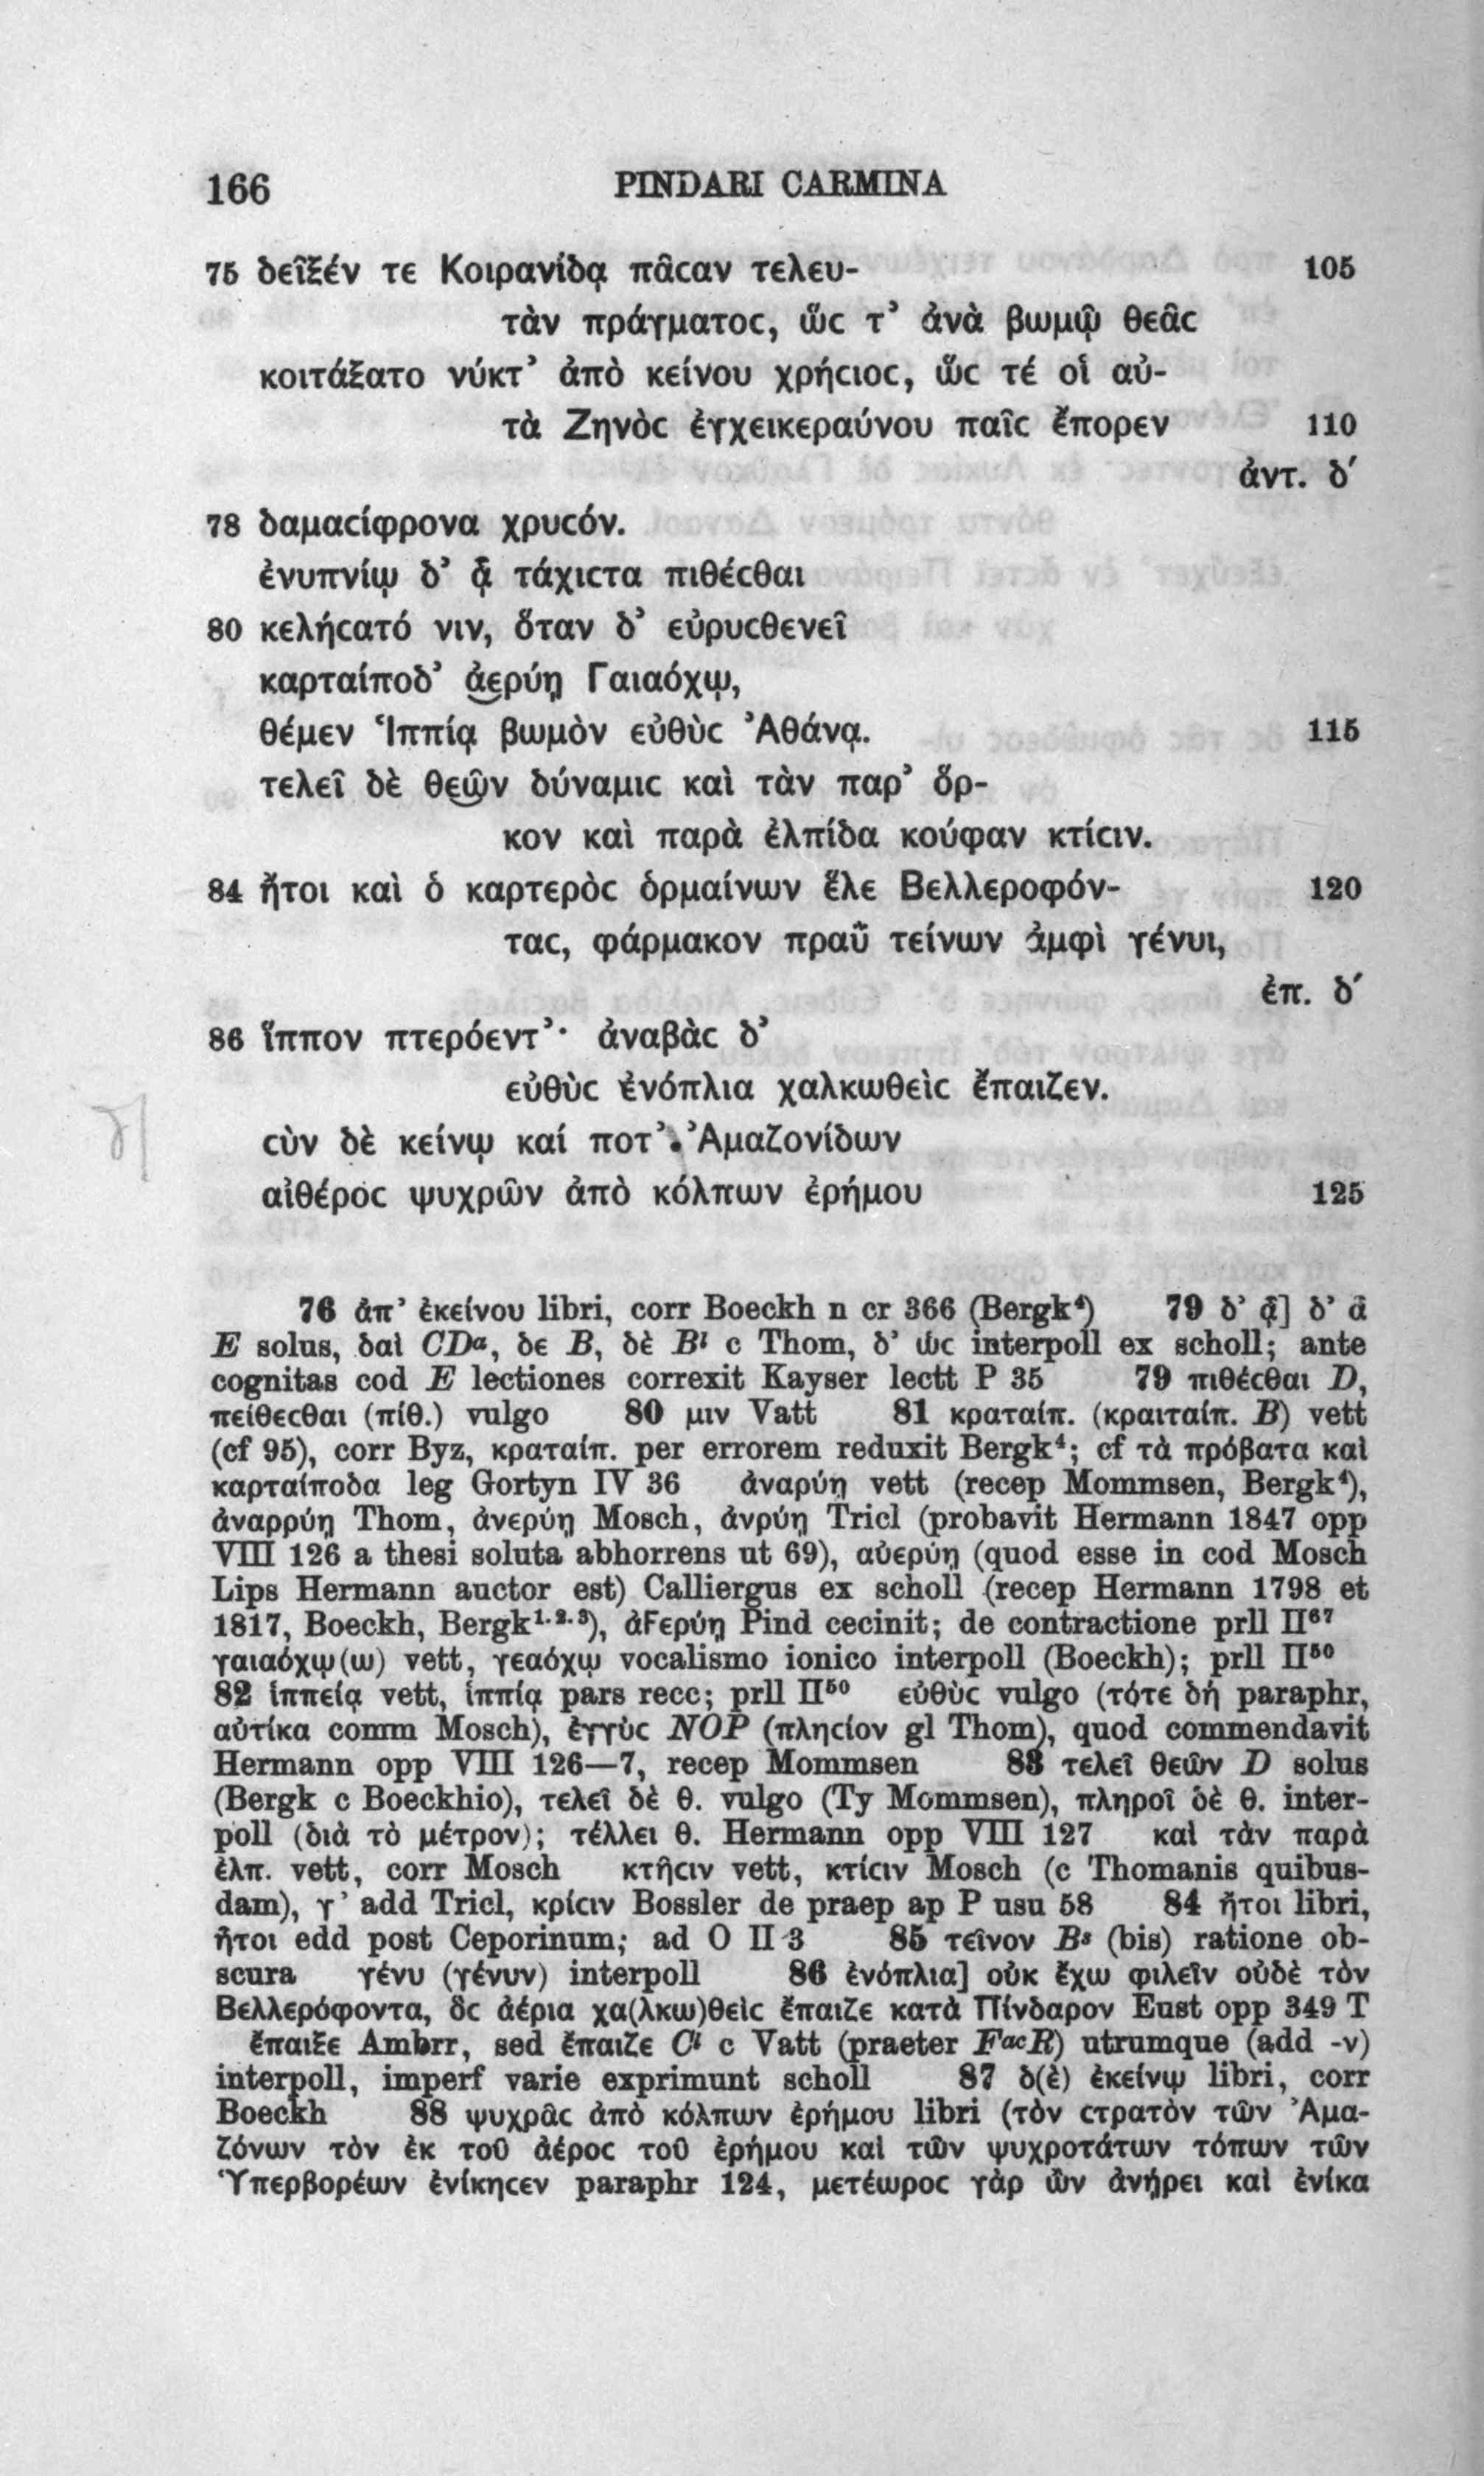 166 PINDARI CARMINA
75 δεῖξέν τε Κοιρανίδᾳ πᾶcαν τελευ- 105
τὰν πράγματοc, ὥc τ’ ἀνὰ βωμῷ θεᾶc
κοιτάξατο νύκτ’ ἀπὸ κείνου χρήcιοc, ὥc τέ οἱ αὐ-
τὰ Ζηνὸc ἐγχεικεραύνου παῖc ἔπορεν 110
ἀντ. δ′
78 δαμαcίφρονα χρυcόν.
ἐνυπνίῳ δ’ ᾇ τάχιcτα πιθέcθαι
80 κελήcατό νιν, ὅταν δ’ εὐρυcθενεῖ
καρταίποδ’ ἀ‿ερύῃ Γαιαόχῳ,
θέμεν Ἱππίᾳ βωμὸν εὐθὺc Ἀθάνᾳ. 115
τελεῖ δὲ θε‿ῶν δύναμιc καὶ τὰν παρ’ ὅρ-
κον καὶ παρὰ ἐλπίδα κούφαν κτίcιν.
84 ἤτοι καὶ ὁ καρτερὸc ὁρμαίνων ἕλε Βελλεροφόν- 120
ταc, φάρμακον πραῢ τείνων ἀμφὶ γένυι,
ἐπ. δ′
86 ἵππον πτερόεντ’· ἀναβὰc δ’
εὐθὺc ἐνόπλια χαλκωθεὶc ἔπαιζεν.
cὺν δὲ κείνῳ καί ποτ’ Ἀμαζονίδων
αἰθέροc ψυχρῶν ἀπὸ κόλπων ἐρήμου 125
76 ἀπ’ ἐκείνου libri, corr Boeckh n cr 366 (Bergk⁴) 79 δ’ ᾇ] δ’ ᾶ
E solus, δαὶ CDᵃ, δε B, δὲ Bˡ c Thom, δ’ ὡc interpoll ex scholl; ante
cognitas cod E lectiones correxit Kayser lectt P 35 79 πιθέcθαι D,
πείθεcθαι (πίθ.) vulgo 80 μιν Vatt 81 κραταίπ. (κραιταίπ. B) vett
(cf 95), corr Byz, κραταίπ. per errorem reduxit Bergk⁴; cf τὰ πρόβατα καὶ
καρταίποδα leg Gortyn IV 36 ἀναρύῃ vett (recep Mommsen, Bergk⁴),
ἀναρρύῃ Thom, ἀνερύῃ Mosch, ἀνρύῃ Tricl (probavit Hermann 1847 opp
VIII 126 a thesi soluta abhorrens ut 69), αὐερύῃ (quod esse in cod Mosch
Lips Hermann auctor est) Calliergus ex scholl (recep Hermann 1798 et
1817, Boeckh, Bergk¹·²·³), ἀϝερύῃ Pind cecinit; de contractione prll II⁶⁷
γαιαόχῳ(ω) vett, γεαόχῳ vocalismo ionico interpoll (Boeckh); prll II⁵⁰
82 ἱππείᾳ vett, ἱππίᾳ pars recc; prll II⁵⁰ εὐθὺc vulgo (τότε δή paraphr,
αὐτίκα comm Mosch), ἐγγὺc NOP (πληcίον gl Thom), quod commendavit
Hermann opp VIII 126—7, recep Mommsen 83 τελεῖ θεῶν D solus
(Bergk c Boeckhio), τελεῖ δὲ θ. vulgo (Ty Mommsen), πληροῖ δὲ θ. inter-
poll (διὰ τὸ μέτρον); τέλλει θ. Hermann opp VIII 127 καὶ τὰν παρὰ
ἐλπ. vett, corr Mosch κτῆcιν vett, κτίcιν Mosch (c Thomanis quibus-
dam), γ’ add Tricl, κρίcιν Bossler de praep ap P usu 58 84 ἤτοι libri,
ἤτοι edd post Ceporinum; ad O II 3 85 τεῖνον Bˢ (bis) ratione ob-
scura γένυ (γένυν) interpoll 86 ἐνόπλια] οὐκ ἔχω φιλεῖν οὐδὲ τὸν
Βελλερόφοντα, ὃc ἀέρια χα(λκω)θεὶc ἔπαιζε κατὰ Πίνδαρον Eust opp 349 T
ἔπαιξε Ambrr, sed ἔπαιζε Cˡ c Vatt (praeter FᵃᶜR) utrumque (add -ν)
interpoll, imperf varie exprimunt scholl 87 δ(ὲ) ἐκείνῳ libri, corr
Boeckh 88 ψυχρᾶc ἀπὸ κόλπων ἐρήμου libri (τὸν cτρατὸν τῶν Ἀμα-
ζόνων τὸν ἐκ τοῦ ἀέροc τοῦ ἐρήμου καὶ τῶν ψυχροτάτων τόπων τῶν
Ὑπερβορέων ἐνίκηcεν paraphr 124, μετέωροc γὰρ ὢν ἀνῄρει καὶ ἐνίκα